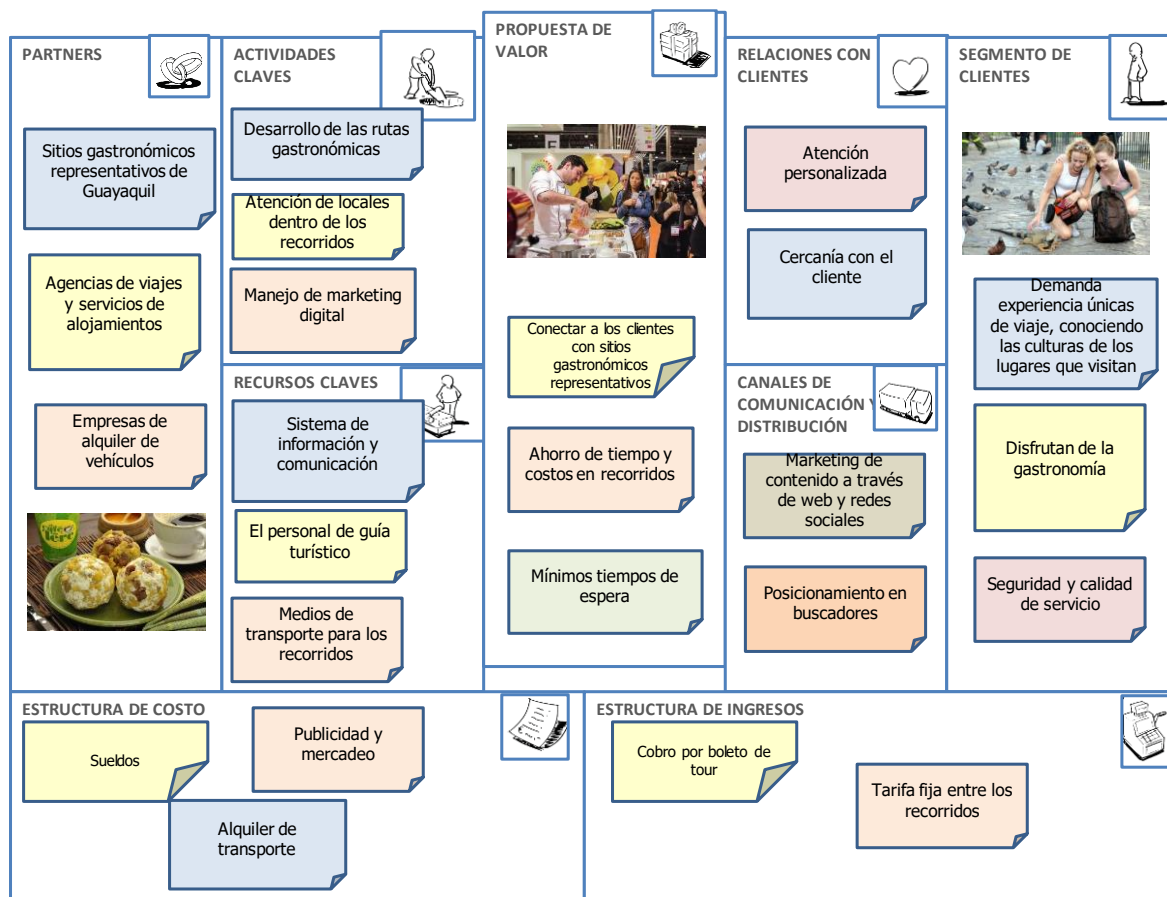 PARTNERS
Sitios gastronómicos
representativos de
Guayaquil
Agencias de viajes
y servicios de
alojamientos
Empresas de
alquiler de
vehículos
ACTIVIDADES
CLAVES
Desarrollo de las rutas
gastronómicas
Atención de locales
dentro de los
recorridos
Manejo de marketing
digital
RECURSOS CLAVES
Sistema de
información y
comunicación
El personal de guía
turístico
Medios de
transporte para los
recorridos
PROPUESTA DE
VALOR
Conectar a los clientes
con sitios
gastronómicos
representativos
Ahorro de tiempo y
costos en recorridos
Mínimos tiempos de
espera
RELACIONES CON
CLIENTES
Atención
personalizada
Cercanía con el
cliente
CANALES DE
COMUNICACIÓN Y
DISTRIBUCIÓN
Marketing de
contenido a través
de web y redes
sociales
Posicionamiento en
buscadores
SEGMENTO DE
CLIENTES
Demanda
experiencia únicas
de viaje, conociendo
las culturas de los
lugares que visitan
Disfrutan de la
gastronomía
Seguridad y calidad
de servicio
ESTRUCTURA DE COSTO
Sueldos
Publicidad y
mercadeo
Alquiler de
transporte
ESTRUCTURA DE INGRESOS
Cobro por boleto de
tour
Tarifa fija entre los
recorridos